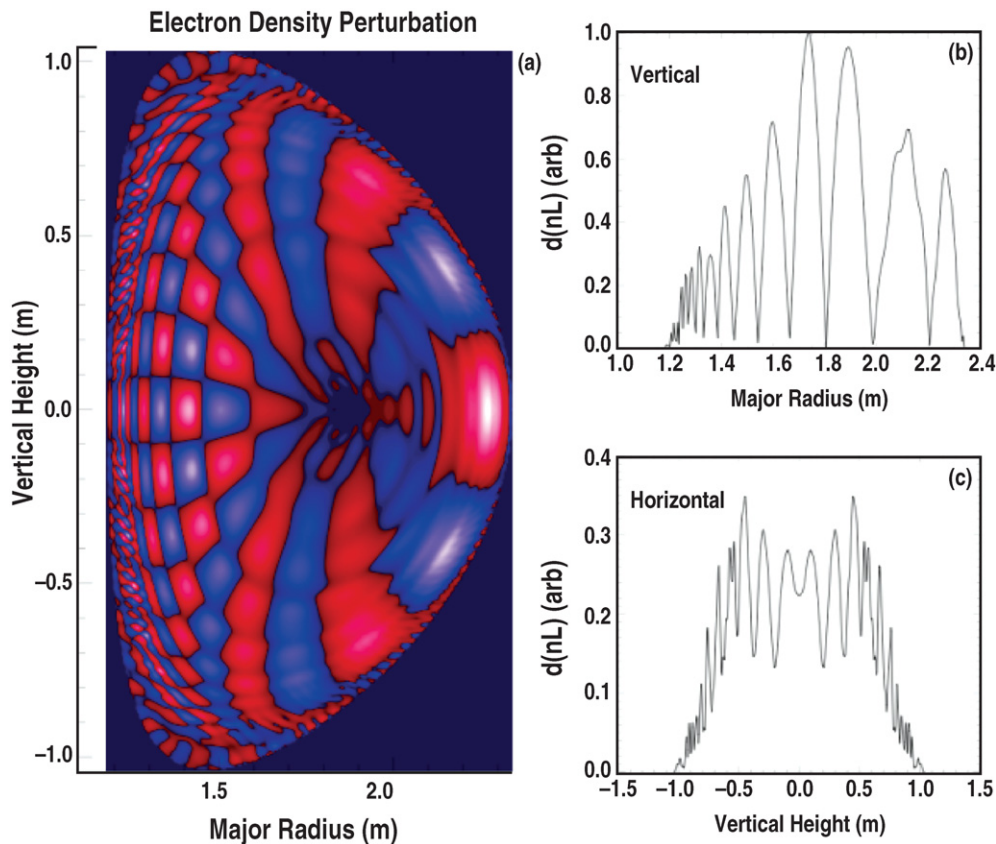 Electron Density Perturbation
(a)
1.0
0.5
0.0
−0.5
−1.0
Vertical Height (m)
1.5
2.0
Major Radius (m)
(b)
Vertical
1.0
0.8
0.6
0.4
0.2
0.0
d(nL) (arb)
1.0
1.2
1.4
1.6
1.8
2.0
2.2
2.4
Major Radius (m)
(c)
Horizontal
0.4
0.3
0.2
0.1
0.0
d(nL) (arb)
−1.5
−1.0
−0.5
0.0
0.5
1.0
1.5
Vertical Height (m)